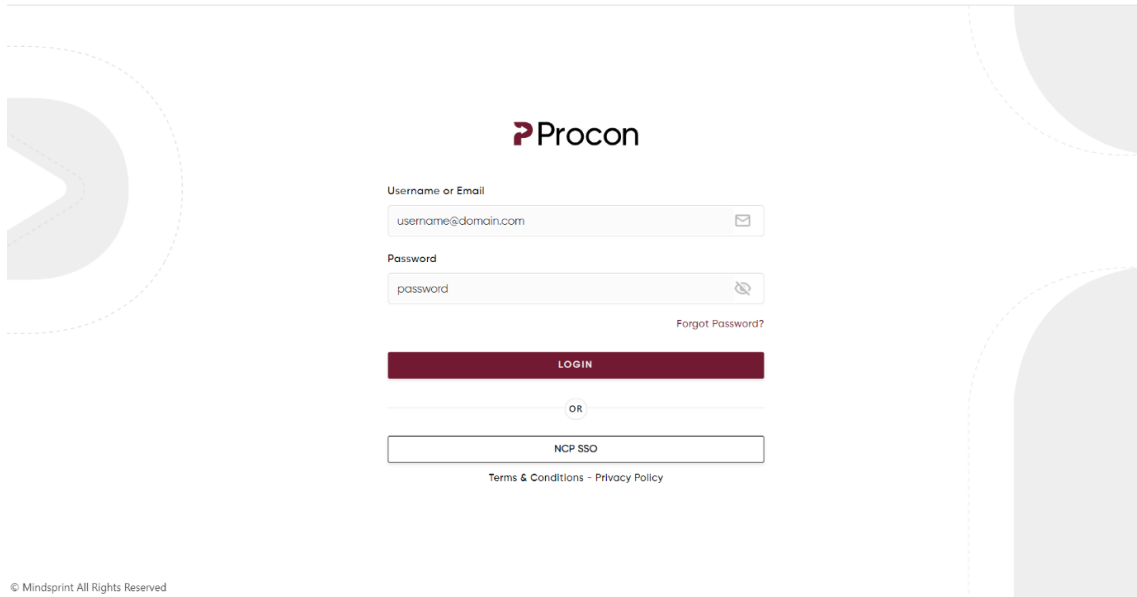 Procon
Username or Email
username@domain.com
Password
password
Forgot Password?
LOGIN
OR
NCP SSO
Terms & Conditions - Privacy Policy
© Mindsprint All Rights Reserved